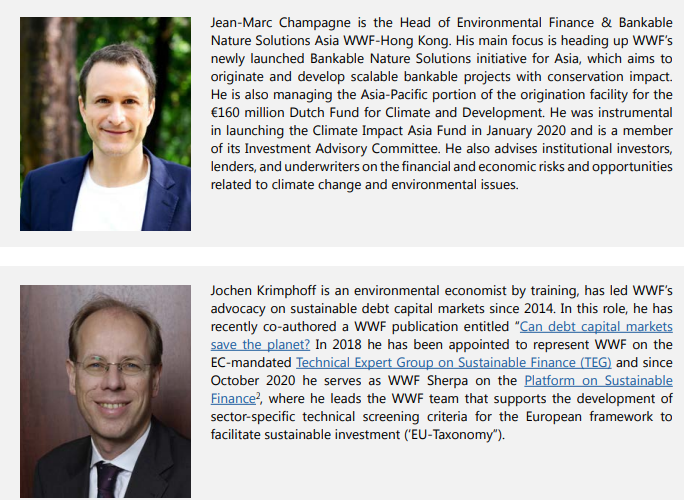 Jean-Marc Champagne is the Head of Environmental Finance & Bankable
Nature Solutions Asia WWF-Hong Kong. His main focus is heading up WWF's
newly launched Bankable Nature Solutions initiative for Asia, which aims to
originate and develop scalable bankable projects with conservation impact.
He is also managing the Asia-Pacific portion of the origination facility for the
€160 million Dutch Fund for Climate and Development. He was instrumental
in launching the Climate Impact Asia Fund in January 2020 and is a member
of its Investment Advisory Committee. He also advises institutional investors,
lenders, and underwriters on the financial and economic risks and opportunities
related to climate change and environmental issues.
Jochen Krimphoff is an environmental economist by training, has led WWF's
advocacy on sustainable debt capital markets since 2014. In this role, he has
recently co-authored a WWF publication entitled “Can debt capital markets
save the planet? In 2018 he has been appointed to represent WWF on the
EC-mandated Technical Expert Group on Sustainable Finance (TEG) and since
October 2020 he serves as WWF Sherpa on the Platform on Sustainable
Finance², where he leads the WWF team that supports the development of
sector-specific technical screening criteria for the European framework to
facilitate sustainable investment (‘EU-Taxonomy”).